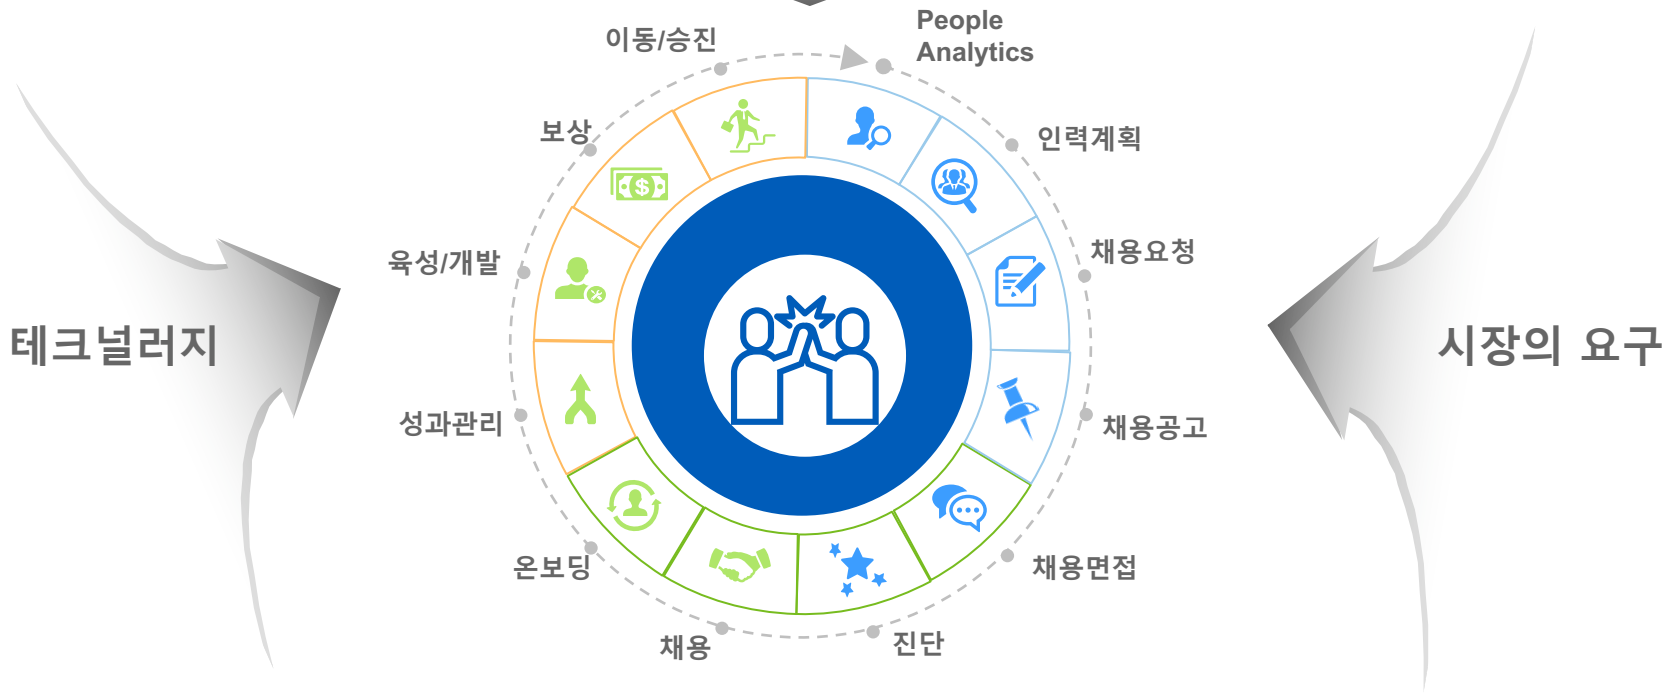 People
Analytics
이동/승진
보상
인력계획
육성/개발
채용요청
테크널러지
시장의 요구
성과관리
채용공고
온보딩
채용면접
채용
진단